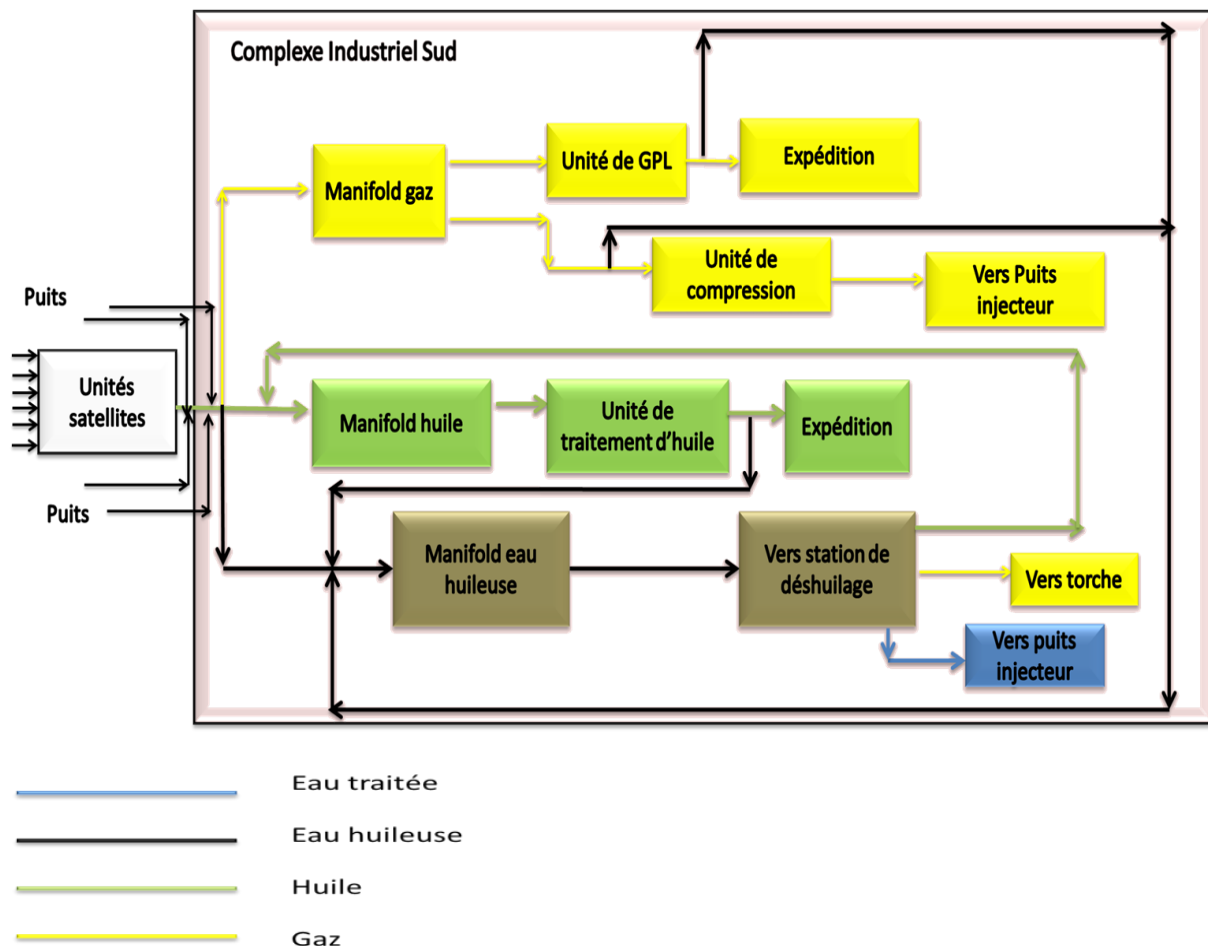 Complexe Industriel Sud
Unité de GPL
Expédition
Manifold gaz
Unité de
compression
Vers Puits
injecteur
Puits
Unités
satellites
Manifold huile
Unité de
traitement d’huile
Expédition
Puits
Manifold eau
huileuse
Vers station de
déshuilage
Vers torche
Vers puits
injecteur
Eau traitée
Eau huileuse
Huile
Gaz